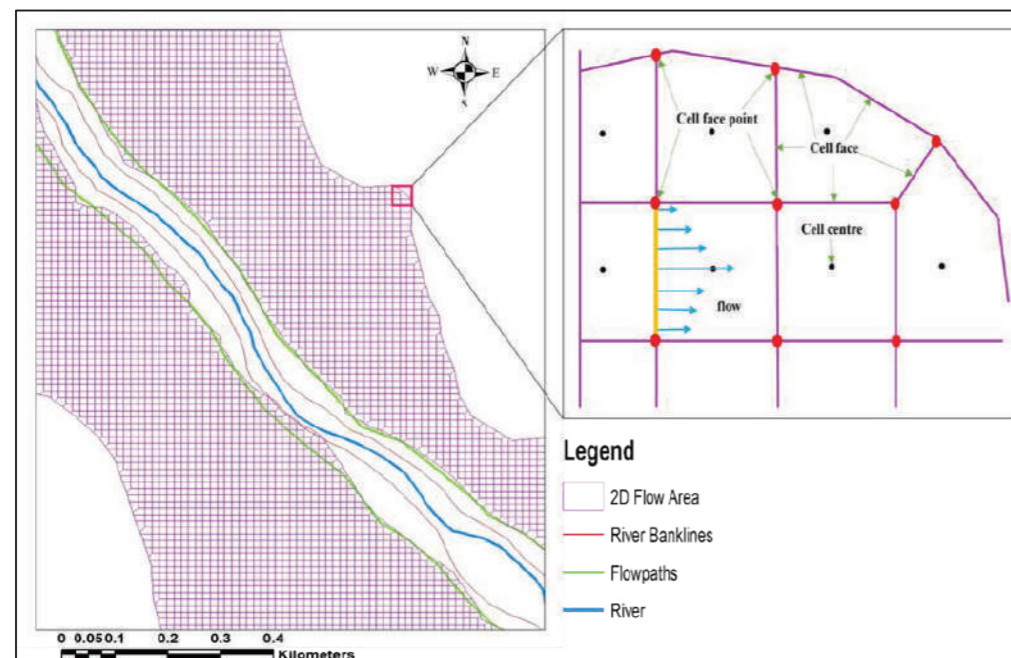 N
W E
S
Cell face point
Cell face
Cell centre
flow
Legend
2D Flow Area
River Banklines
Flowpaths
River
0 0.05 0.1 0.2 0.3 0.4
Kilometers